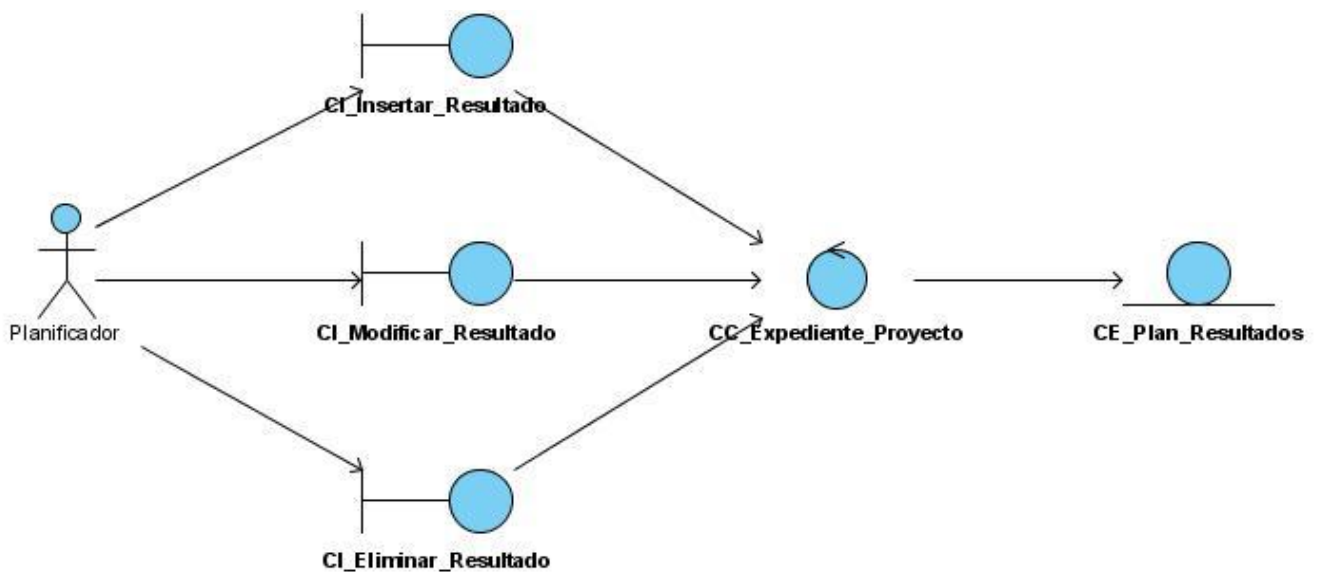 CI_Insertar_Resultado
Planificador
CI_Modificar_Resultado
CC_Expediente_Proyecto
CE_Plan_Resultados
CI_Eliminar_Resultado